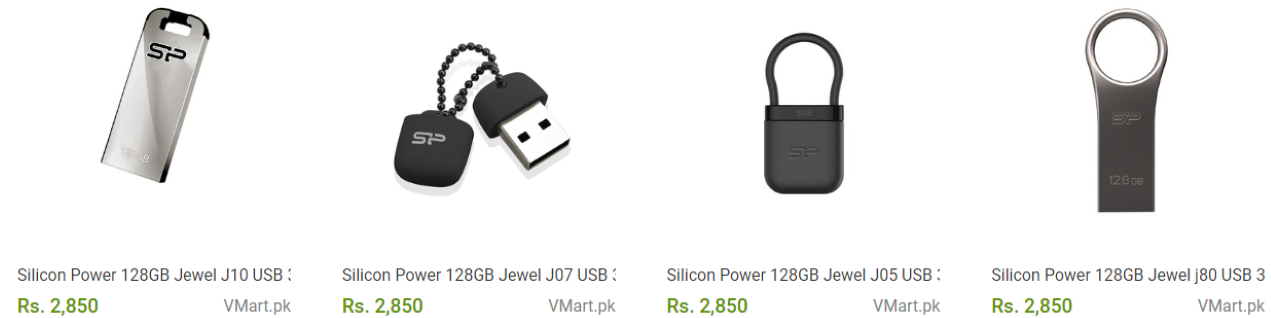 SP
SP
SP
SP
128GB
Silicon Power 128GB Jewel J10 USB
Silicon Power 128GB Jewel J07 USB
Silicon Power 128GB Jewel J05 USB
Silicon Power 128GB Jewel j80 USB 3
Rs. 2,850 VMart.pk
Rs. 2,850 VMart.pk
Rs. 2,850 VMart.pk
Rs. 2,850 VMart.pk